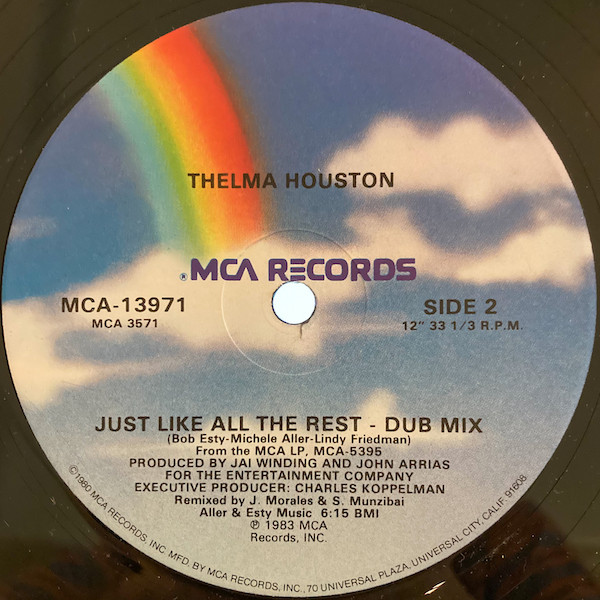 THELMA HOUSTON
® MCA RECORDS
MCA-13971
MCA 3571
SIDE 2
12" 33 1/3 R.P.M.
JUST LIKE ALL THE REST - DUB MIX
(Bob Esty-Michele Aller-Lindy Friedman)
From the MCA LP, MCA-5395
PRODUCED BY JAI WINDING AND JOHN ARRIAS
FOR THE ENTERTAINMENT COMPANY
EXECUTIVE PRODUCER: CHARLES KOPPELMAN
Remixed by J. Morales & S. Munzibai
Aller & Esty Music 6:15 BMI
℗ 1983 MCA
Records, INC.
©1980 MCA RECORDS, INC MFD. BY MCA RECORDS, INC., 70 UNIVERSAL PLAZA, UNIVERSAL CITY, CALIF. 91608